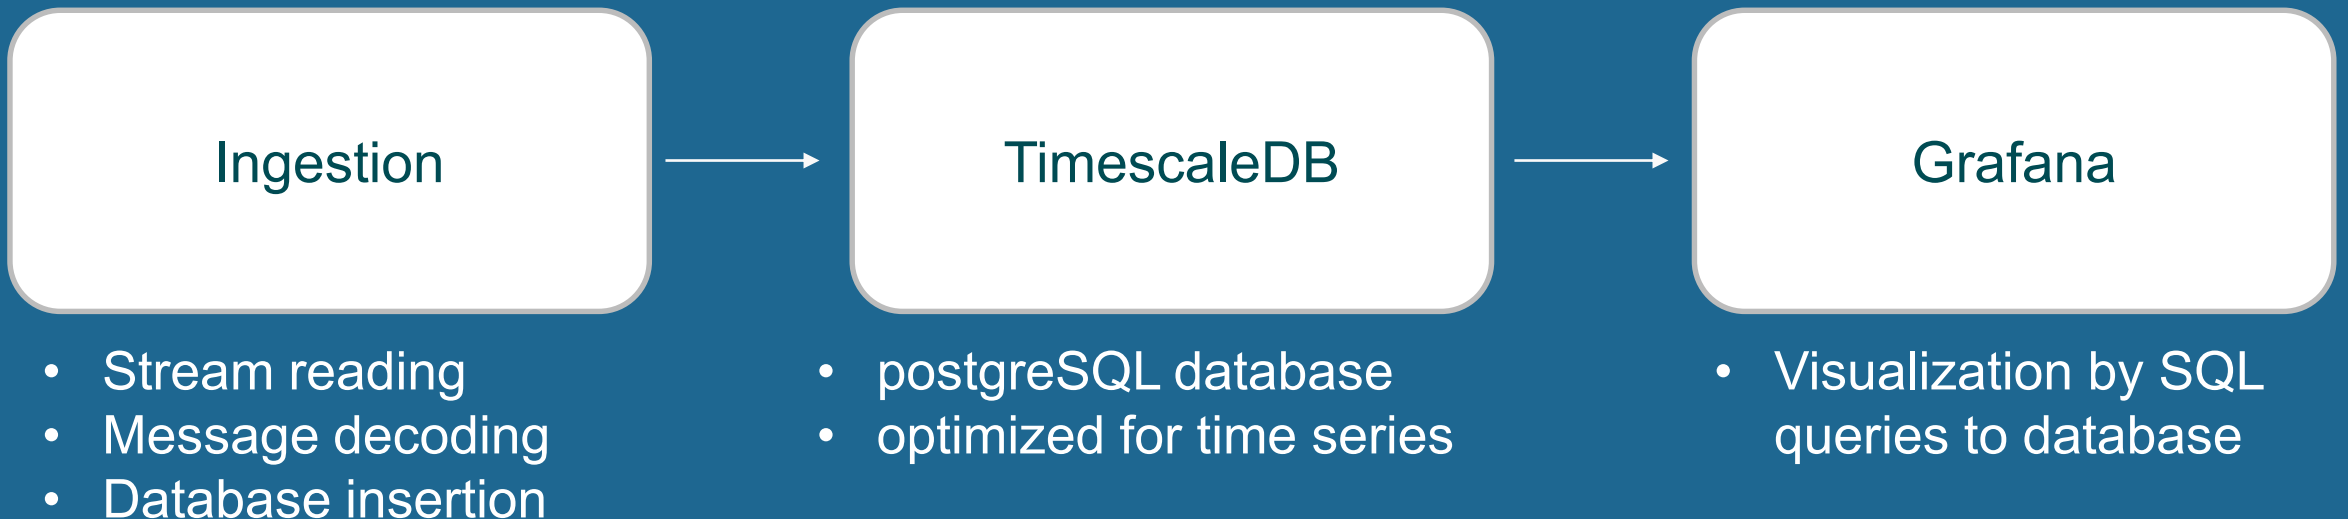 Ingestion
TimescaleDB
Grafana
• Stream reading
• Message decoding
• Database insertion
• postgreSQL database
• optimized for time series
• Visualization by SQL
queries to database